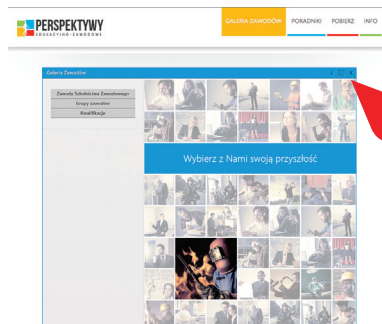 PERSPEKTYWY
EDUKACYJNO-ZAWODOWE
GALERIA ZAWODÓW
PORADNIKI
POBIERZ
INFO
Galeria Zawodów
Zawody Szkolnictwa Zawodowego
Grupy zawodów
Kwalifikacje
Wybierz z Nami swoją przyszłość